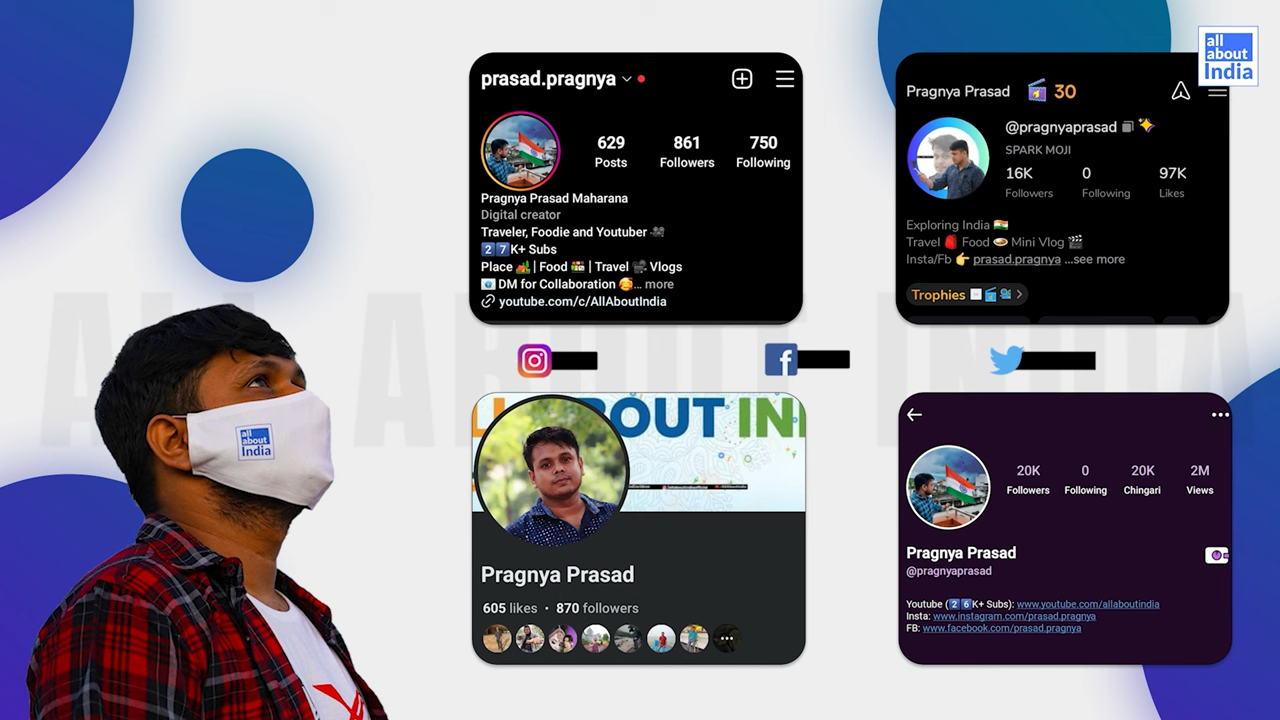 all
about
India
prasad.pragnya
629 861 750
Posts Followers Following
Pragnya Prasad Maharana
Digital creator
Traveler, Foodie and Youtuber
27K+ Subs
Place | Food | Travel Vlogs
DM for Collaboration ... more
youtube.com/c/AllAboutIndia
Pragnya Prasad 30
@pragnyaprasad
SPARK MOJI
16K 0 97K
Followers Following Likes
Exploring India
Travel Food Mini Vlog
Insta/Fb prasad.pragnya ...see more
Trophies
ALL ABOUT INDIA
all
about
India
OUT IN
Pragnya Prasad
605 likes • 870 followers
20K 0 20K 2M
Followers Following Chingari Views
Pragnya Prasad
@pragnyaprasad
Youtube (26K+ Subs): www.youtube.com/allaboutindia
Insta: www.instagram.com/prasad.pragnya
FB: www.facebook.com/prasad.pragnya